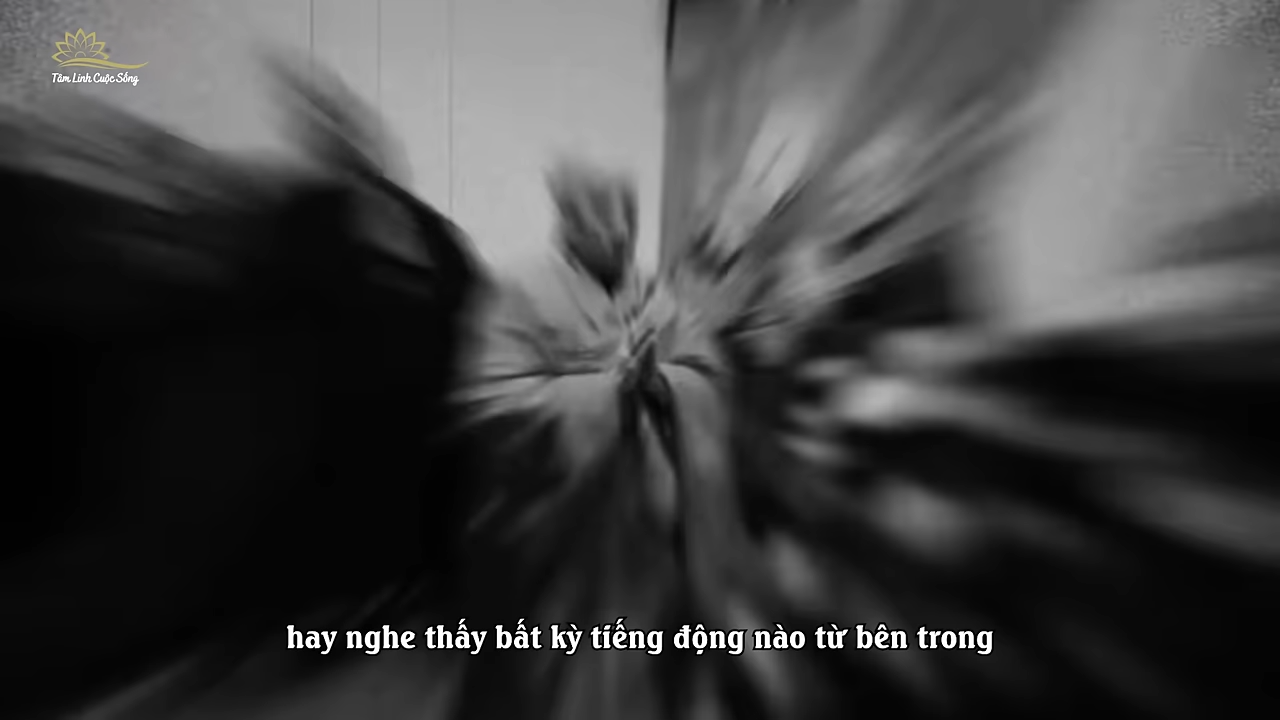 Tâm Linh Cuộc Sống
hay nghe thấy bất kỳ tiếng động nào từ bên trong